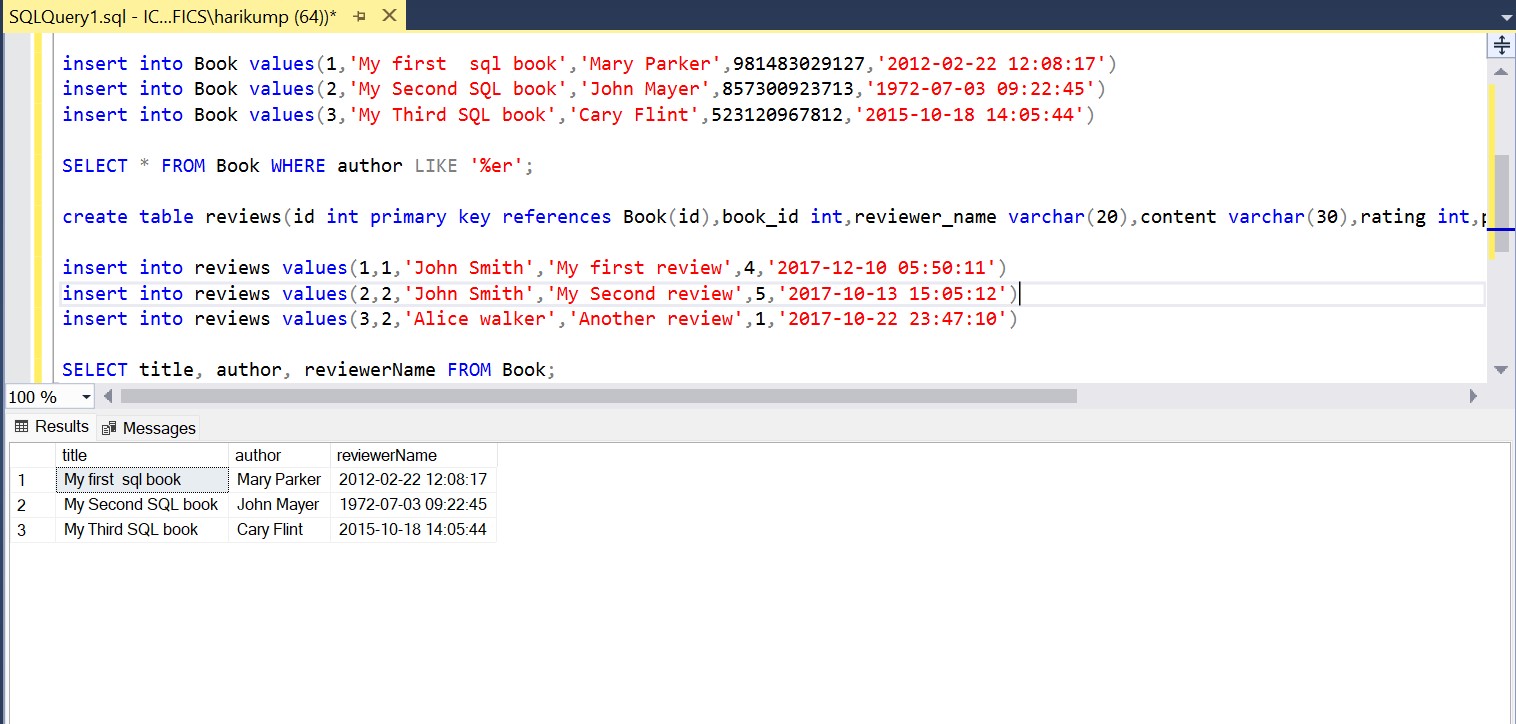 SQLQuery1.sql - IC...FICS\harikump (64))*
insert into Book values(1,'My first  sql book','Mary Parker',981483029127,'2012-02-22 12:08:17')
insert into Book values(2,'My Second SQL book','John Mayer',857300923713,'1972-07-03 09:22:45')
insert into Book values(3,'My Third SQL book','Cary Flint',523120967812,'2015-10-18 14:05:44')
SELECT * FROM Book WHERE author LIKE '%er';
create table reviews(id int primary key references Book(id),book_id int,reviewer_name varchar(20),content varchar(30),rating int,
insert into reviews values(1,1,'John Smith','My first review',4,'2017-12-10 05:50:11')
insert into reviews values(2,2,'John Smith','My Second review',5,'2017-10-13 15:05:12')
insert into reviews values(3,2,'Alice walker','Another review',1,'2017-10-22 23:47:10')
SELECT title, author, reviewerName FROM Book;
100 %
Results Messages
title author reviewerName
1 My first  sql book Mary Parker 2012-02-22 12:08:17
2 My Second SQL book John Mayer 1972-07-03 09:22:45
3 My Third SQL book Cary Flint 2015-10-18 14:05:44